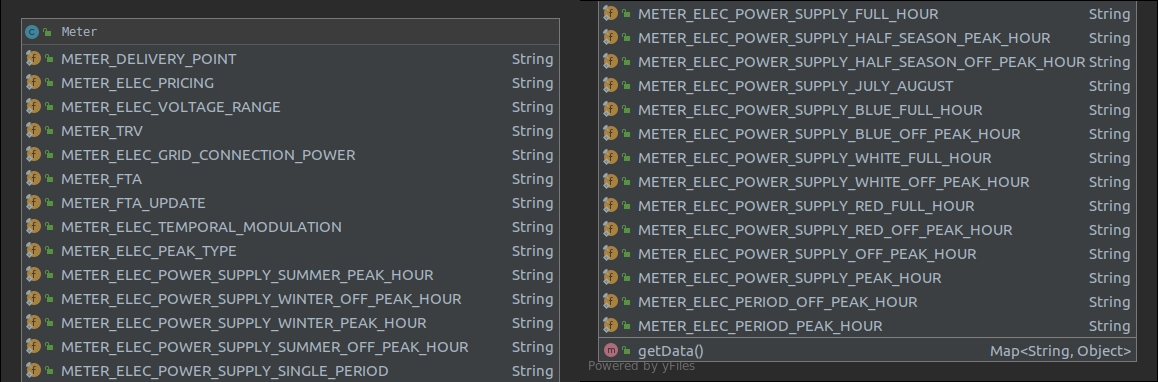 Meter
METER_DELIVERY_POINT String
METER_ELEC_PRICING String
METER_ELEC_VOLTAGE_RANGE String
METER_TRV String
METER_ELEC_GRID_CONNECTION_POWER String
METER_FTA String
METER_FTA_UPDATE String
METER_ELEC_TEMPORAL_MODULATION String
METER_ELEC_PEAK_TYPE String
METER_ELEC_POWER_SUPPLY_SUMMER_PEAK_HOUR String
METER_ELEC_POWER_SUPPLY_WINTER_OFF_PEAK_HOUR String
METER_ELEC_POWER_SUPPLY_WINTER_PEAK_HOUR String
METER_ELEC_POWER_SUPPLY_SUMMER_OFF_PEAK_HOUR String
METER_ELEC_POWER_SUPPLY_SINGLE_PERIOD String
METER_ELEC_POWER_SUPPLY_FULL_HOUR String
METER_ELEC_POWER_SUPPLY_HALF_SEASON_PEAK_HOUR String
METER_ELEC_POWER_SUPPLY_HALF_SEASON_OFF_PEAK_HOUR String
METER_ELEC_POWER_SUPPLY_JULY_AUGUST String
METER_ELEC_POWER_SUPPLY_BLUE_FULL_HOUR String
METER_ELEC_POWER_SUPPLY_BLUE_OFF_PEAK_HOUR String
METER_ELEC_POWER_SUPPLY_WHITE_FULL_HOUR String
METER_ELEC_POWER_SUPPLY_WHITE_OFF_PEAK_HOUR String
METER_ELEC_POWER_SUPPLY_RED_FULL_HOUR String
METER_ELEC_POWER_SUPPLY_RED_OFF_PEAK_HOUR String
METER_ELEC_POWER_SUPPLY_OFF_PEAK_HOUR String
METER_ELEC_POWER_SUPPLY_PEAK_HOUR String
METER_ELEC_PERIOD_OFF_PEAK_HOUR String
METER_ELEC_PERIOD_PEAK_HOUR String
getData() Map<String, Object>
Powered by yFiles